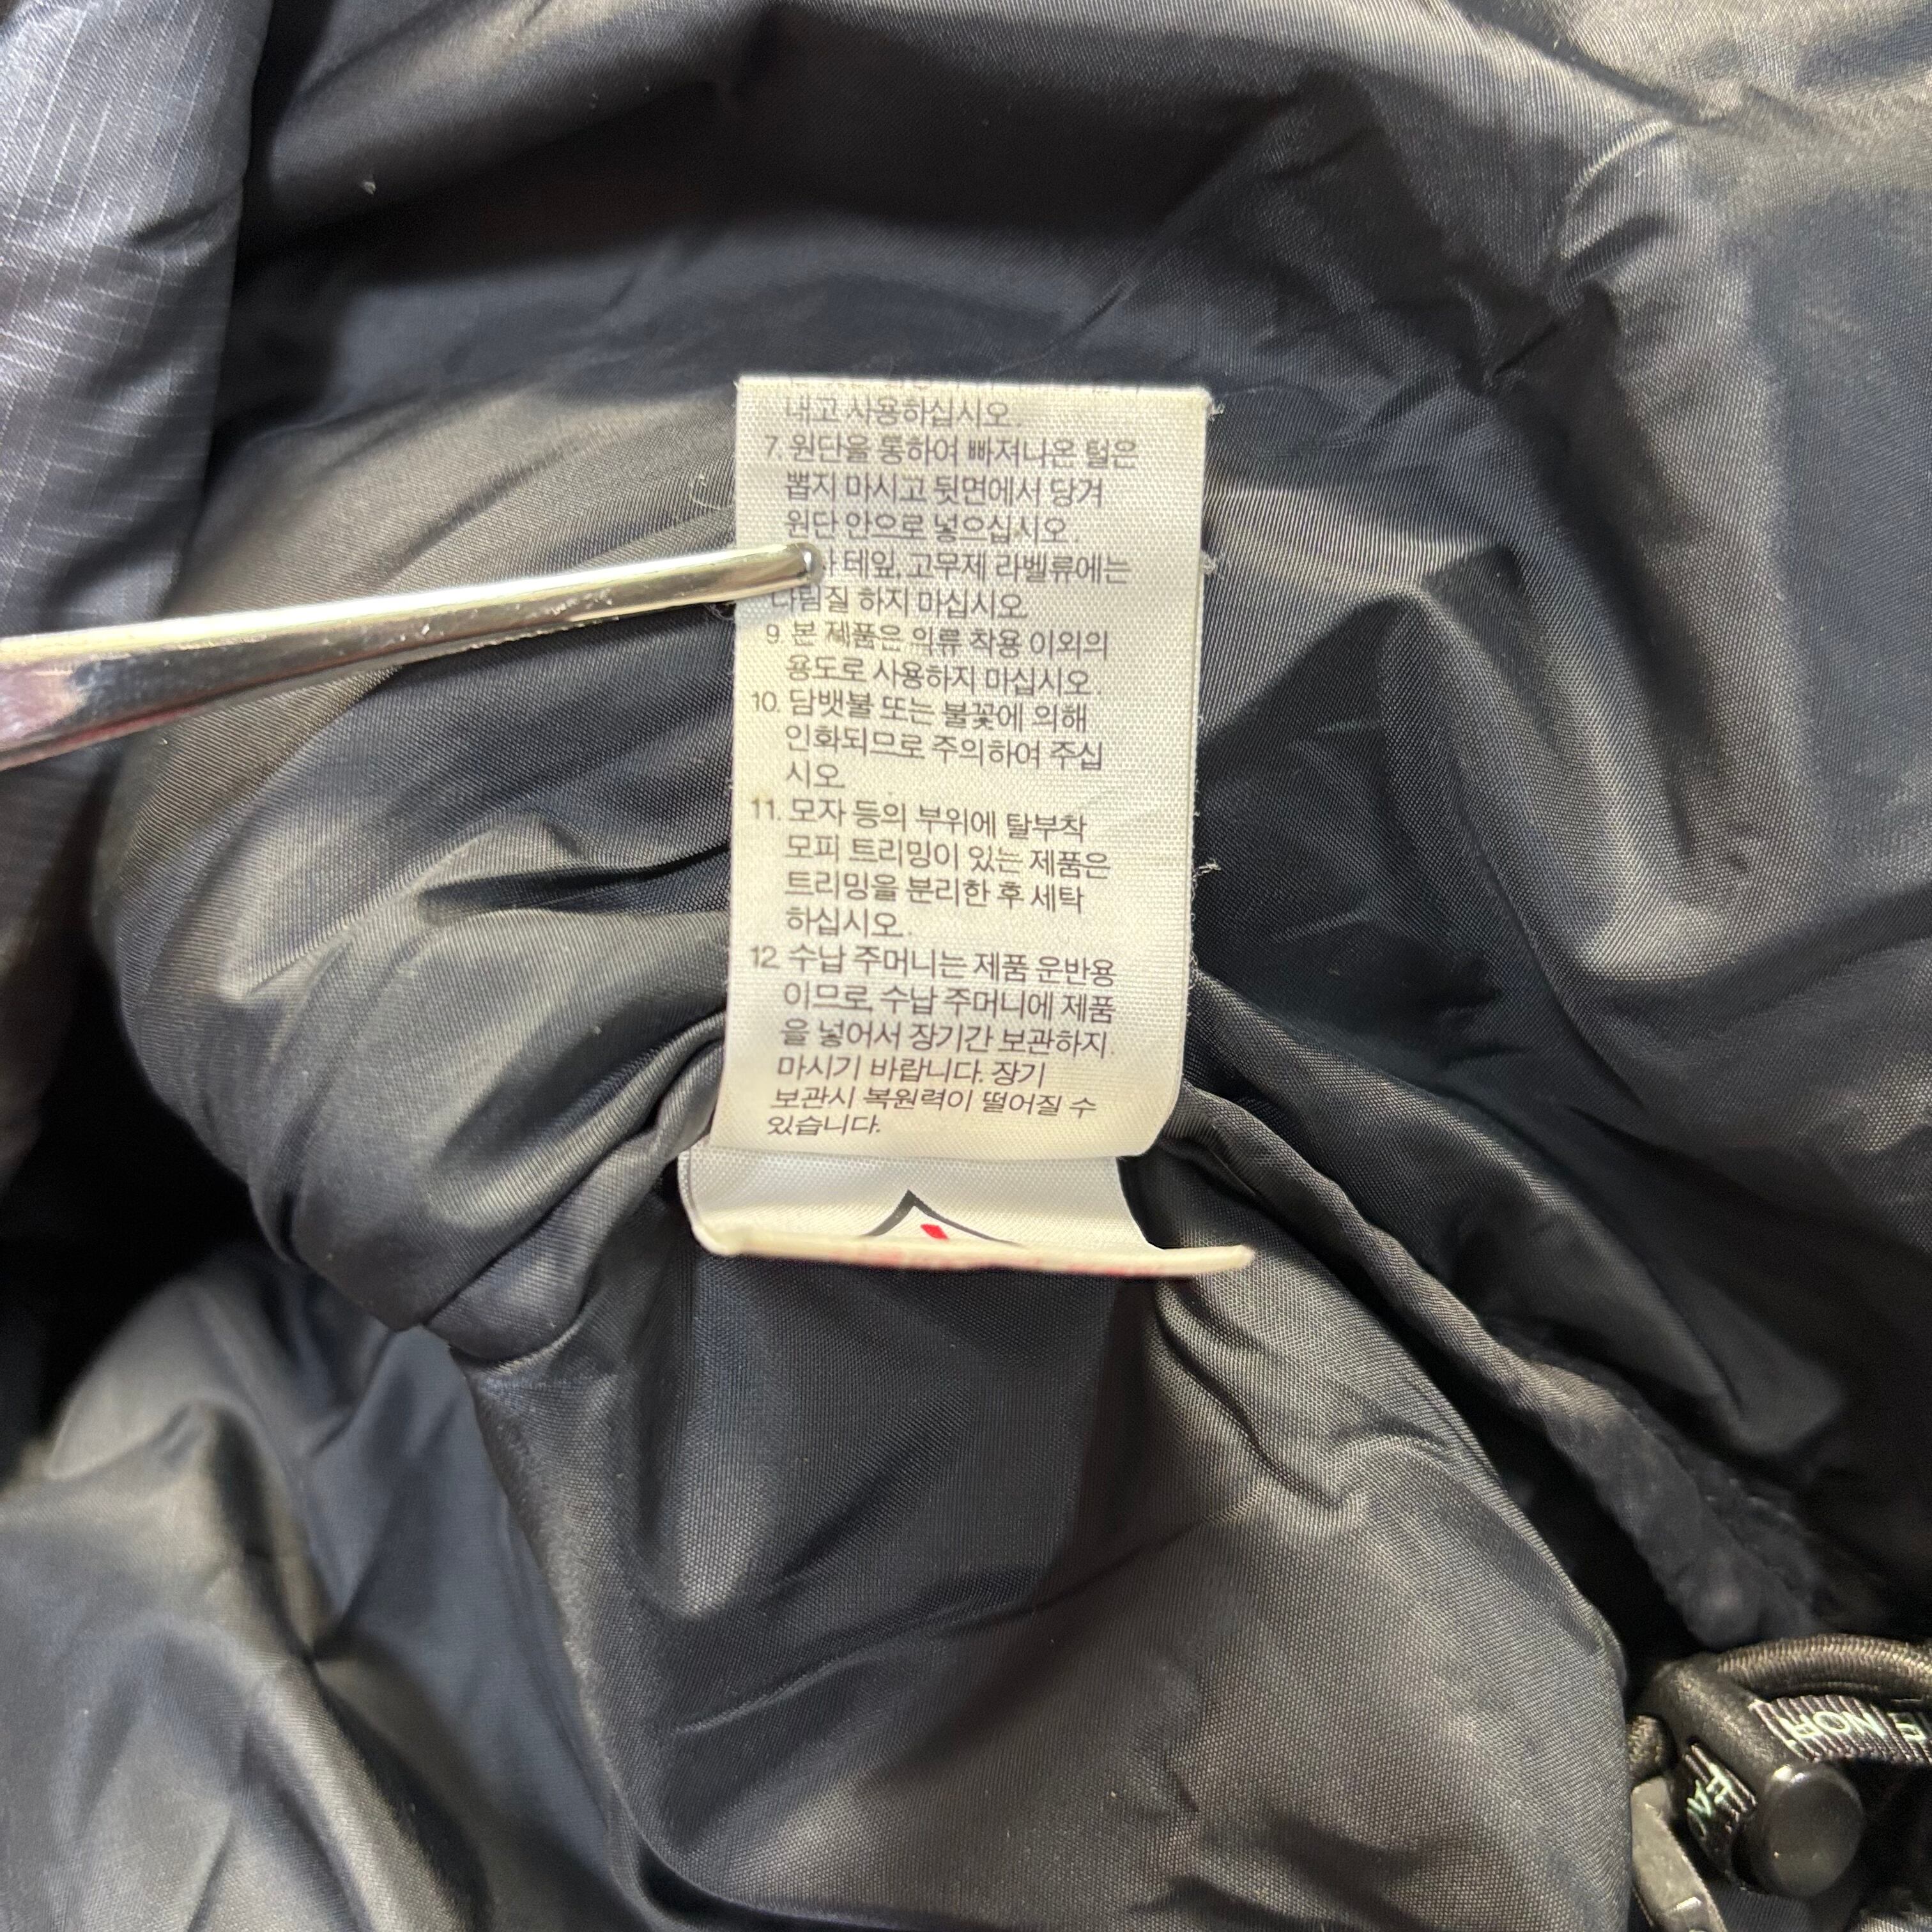 내고 사용하십시오.
7. 원단을 통하여 빠져나온 털은
뽑지 마시고 뒷면에서 당겨
원단 안으로 넣으십시오.
테잎, 고무제 라벨류에는
다림질 하지 마십시오.
9 본 제품은 의류 착용 이외의
용도로 사용하지 마십시오.
10. 담뱃불 또는 불꽃에 의해
인화되므로 주의하여 주십
시오.
11. 모자 등의 부위에 탈부착
모피 트리밍이 있는 제품은
트리밍을 분리한 후 세탁
하십시오.
12. 수납 주머니는 제품 운반용
이므로, 수납 주머니에 제품
을 넣어서 장기간 보관하지
마시기 바랍니다. 장기
보관시 복원력이 떨어질 수
있습니다.